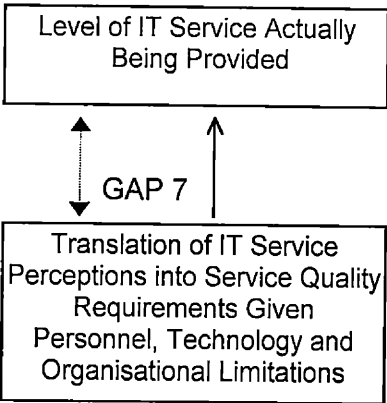 Level of IT Service Actually
Being Provided
GAP 7
Translation of IT Service
Perceptions into Service Quality
Requirements Given
Personnel, Technology and
Organisational Limitations